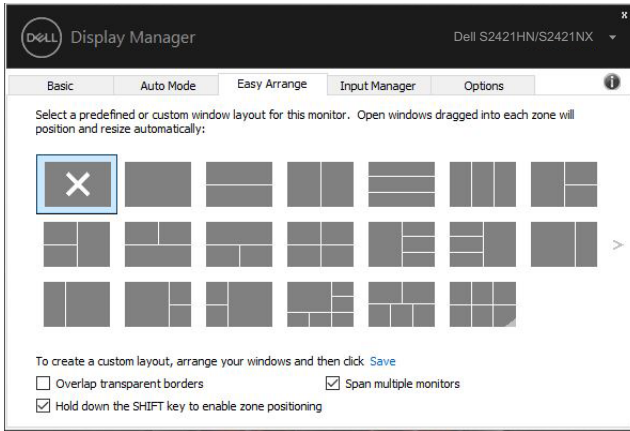 x
DELL Display Manager
Dell S2421HN/S2421NX
Basic Auto Mode Easy Arrange Input Manager Options
Select a predefined or custom window layout for this monitor. Open windows dragged into each zone will
position and resize automatically:
To create a custom layout, arrange your windows and then click Save
Overlap transparent borders Span multiple monitors
Hold down the SHIFT key to enable zone positioning